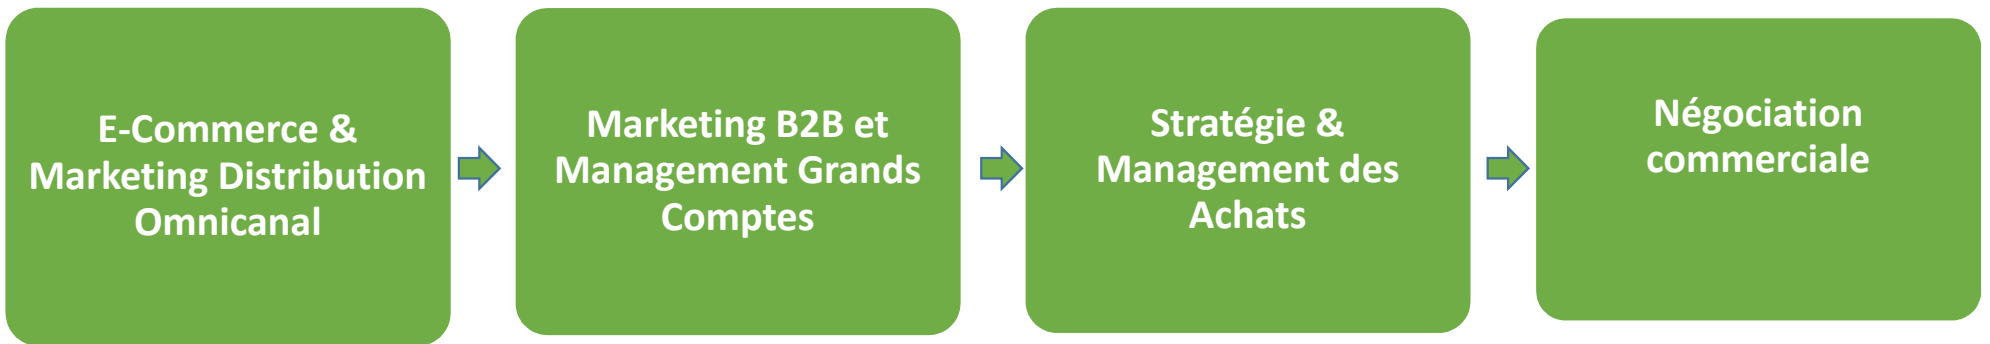 E-Commerce &
Marketing Distribution
Omnicanal
Marketing B2B et
Management Grands
Comptes
Stratégie &
Management des
Achats
Négociation
commerciale